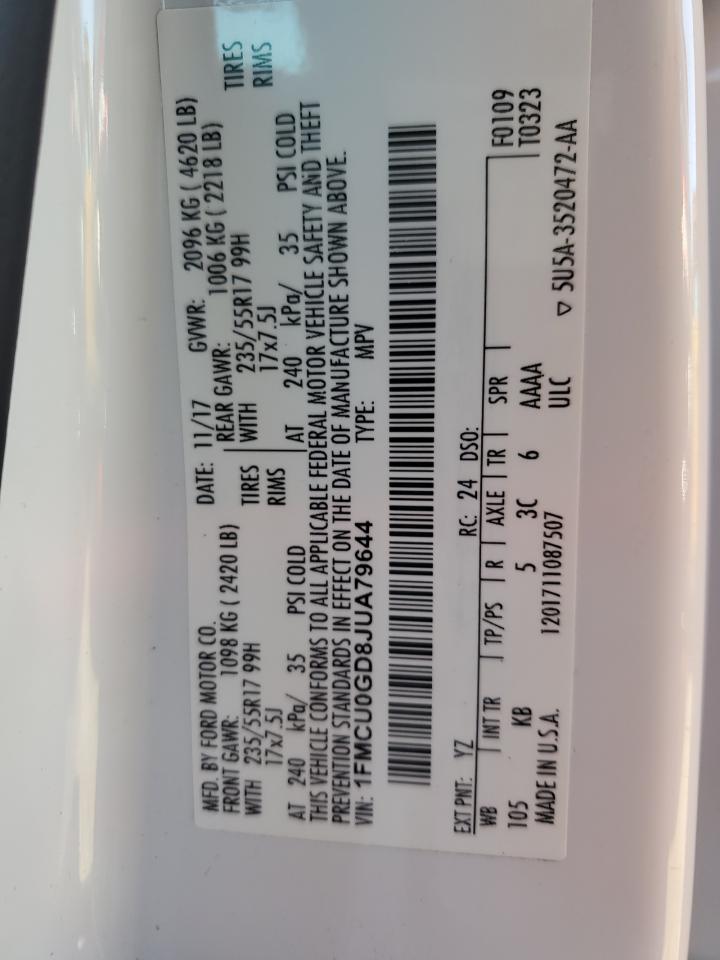 MFD. BY FORD MOTOR CO.
DATE: 11/17 GVWR: 2096 KG ( 4620 LB)
FRONT GAWR: 1098 KG ( 2420 LB)
REAR GAWR: 1006 KG ( 2218 LB)
WITH 235/55R17 99H TIRES
WITH 235/55R17 99H TIRES
17x7.5J RIMS
17x7.5J RIMS
AT 240 kPa/ 35 PSI COLD
AT 240 kPa/ 35 PSI COLD
THIS VEHICLE CONFORMS TO ALL APPLICABLE FEDERAL MOTOR VEHICLE SAFETY AND THEFT
PREVENTION STANDARDS IN EFFECT ON THE DATE OF MANUFACTURE SHOWN ABOVE.
VIN: 1FMCU0GD8JUA79644 TYPE: MPV
EXT PNT: YZ RC: 24 DSO: F0109
WB INT TR TP/PS R AXLE TR SPR T0323
105 KB 5 3C 6 AAAA
MADE IN U.S.A. 1201711087507 ULC ▽ 5U5A-3520472-AA